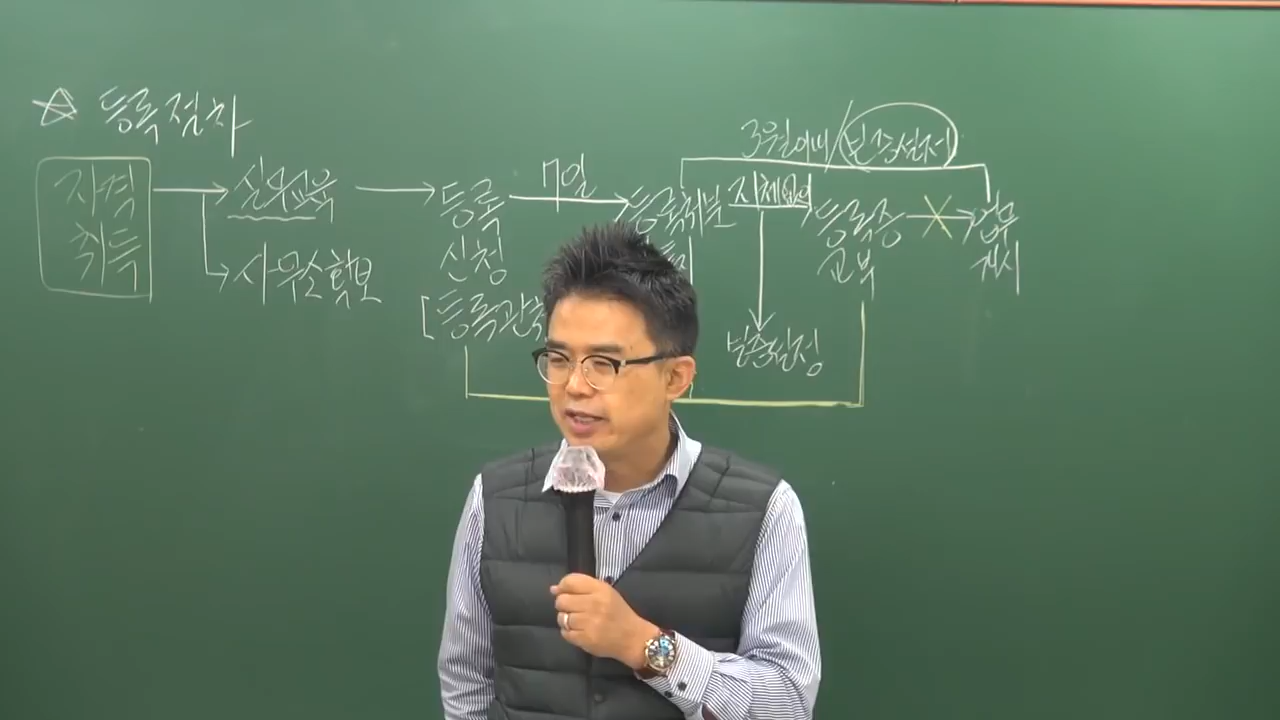 ☆ 등록절차
자격
취득
실무교육
사무소확보
등록
신청
[등록관청
7일
등록처분
지체없이
보증설정
등록증
교부
3월이내/보증설정
업무
개시